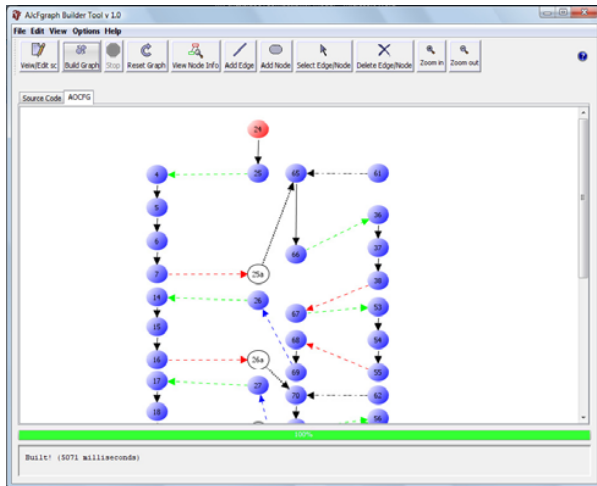 AJcFgraph Builder Tool v 1.0
File Edit View Options Help
Veiw/Edit sc Build Graph Stop Reset Graph View Node Info Add Edge Add Node Select Edge/Node Delete Edge/Node Zoom in Zoom out
Source Code AOCFG
24
4 25 65 61
5 36
6 66 37
7 25a 38
14 26 67 53
15 68 54
16 26a 69 55
17 27 70 62
18 56
100%
Built! (5071 milliseconds)